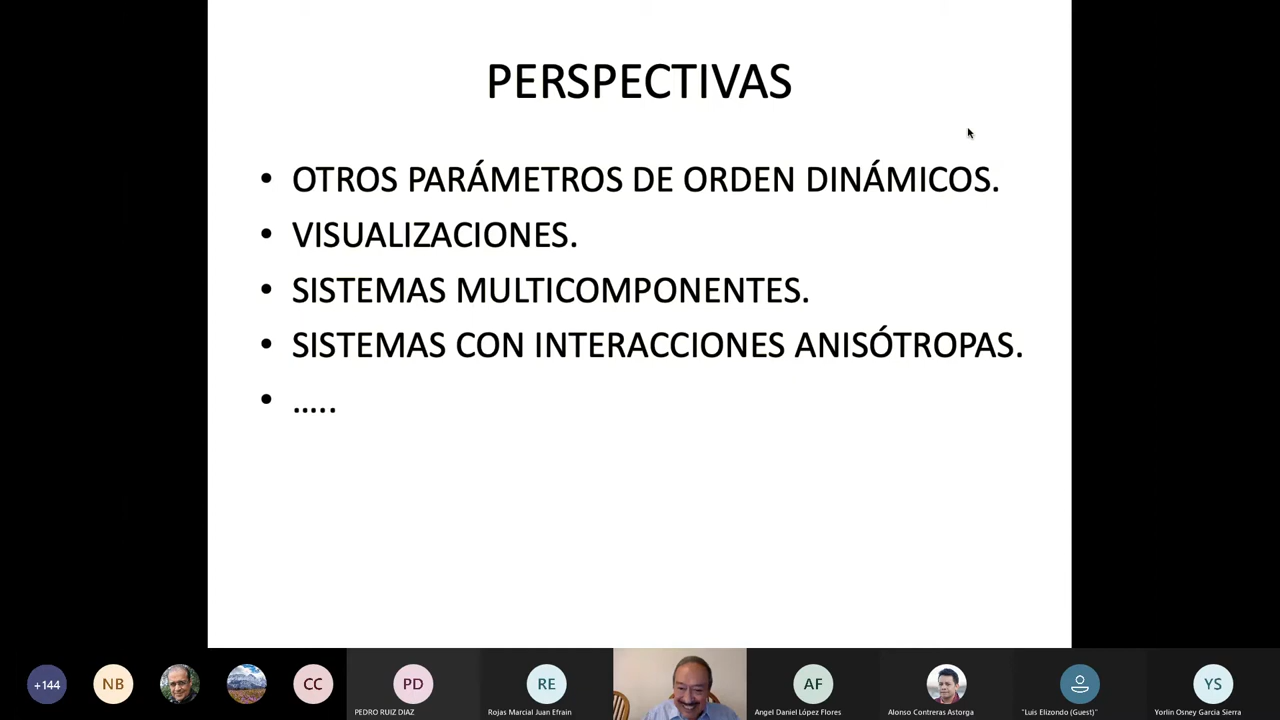 PERSPECTIVAS
• OTROS PARÁMETROS DE ORDEN DINÁMICOS.
• VISUALIZACIONES.
• SISTEMAS MULTICOMPONENTES.
• SISTEMAS CON INTERACCIONES ANISÓTROPAS.
• .....
+144 NB CC PD RE AF YS
PEDRO RUIZ DIAZ Rojas Marcial Juan Efrain Angel Daniel López Flores Alonso Contreras Astorga "Luis Elizondo (Guest)" Yorlin Osney Garcia Sierra